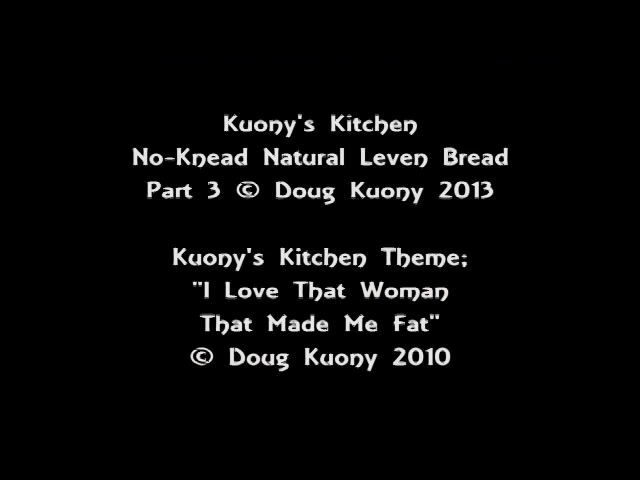 Kuony's Kitchen
No-Knead Natural Leven Bread
Part 3 © Doug Kuony 2013
Kuony's Kitchen Theme;
"I Love That Woman
That Made Me Fat"
© Doug Kuony 2010